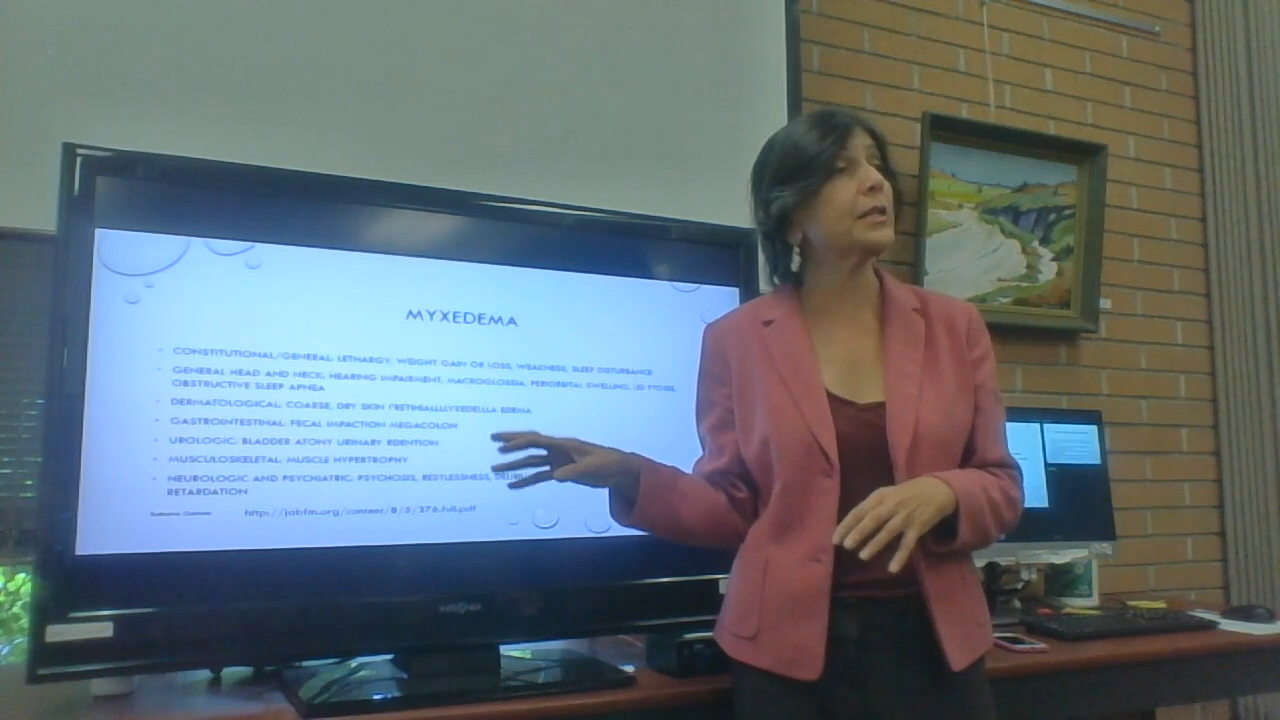 MYXEDEMA
• CONSTITUTIONAL/GENERAL: LETHARGY, WEIGHT GAIN OR LOSS, WEAKNESS, SLEEP DISTURBANCE
• GENERAL HEAD AND NECK: HEARING IMPAIRMENT, MACROGLOSSIA, PERIORBITAL SWELLING, LID PTOSIS,
OBSTRUCTIVE SLEEP APNEA
• DERMATOLOGICAL: COARSE, DRY SKIN EDEMA
• GASTROINTESTINAL: FECAL IMPACTION MEGACOLON
• UROLOGIC: BLADDER ATONY URINARY
• MUSCULOSKELETAL: MUSCLE HYPERTROPHY
• NEUROLOGIC AND PSYCHIATRIC: PSYCHOSIS, RESTLESSNESS,
RETARDATION
http://jabfm.org/content/8/5/376.full.pdf
INSIGNIA